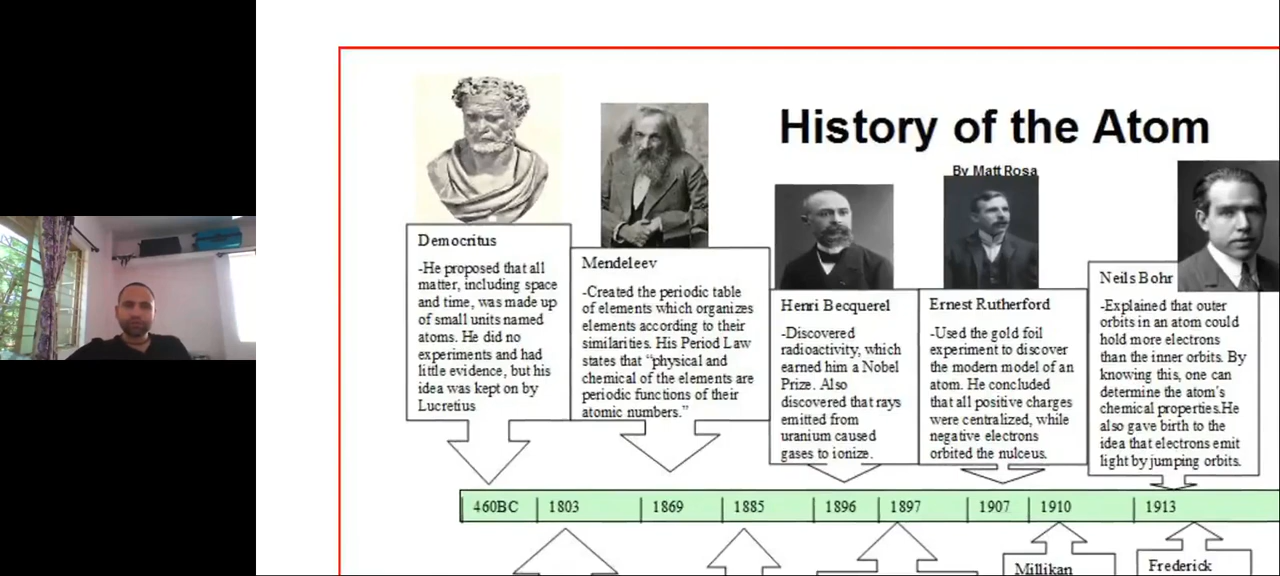 History of the Atom
By Matt Rosa
Democritus
-He proposed that all
matter, including space
and time, was made up
of small units named
atoms. He did no
experiments and had
little evidence, but his
idea was kept on by
Lucretius
Mendeleev
-Created the periodic table
of elements which organizes
elements according to their
similarities. His Period Law
states that “physical and
chemical of the elements are
periodic functions of their
atomic numbers.”
Henri Becquerel
-Discovered
radioactivity, which
earned him a Nobel
Prize. Also
discovered that rays
emitted from
uranium caused
gases to ionize.
Ernest Rutherford
-Used the gold foil
experiment to discover
the modern model of an
atom. He concluded
that all positive charges
were centralized, while
negative electrons
orbited the nulceus.
Neils Bohr
-Explained that outer
orbits in an atom could
hold more electrons
than the inner orbits. By
knowing this, one can
determine the atom's
chemical properties.He
also gave birth to the
idea that electrons emit
light by jumping orbits.
460BC 1803 1869 1885 1896 1897 1907 1910 1913
Millikan
Frederick